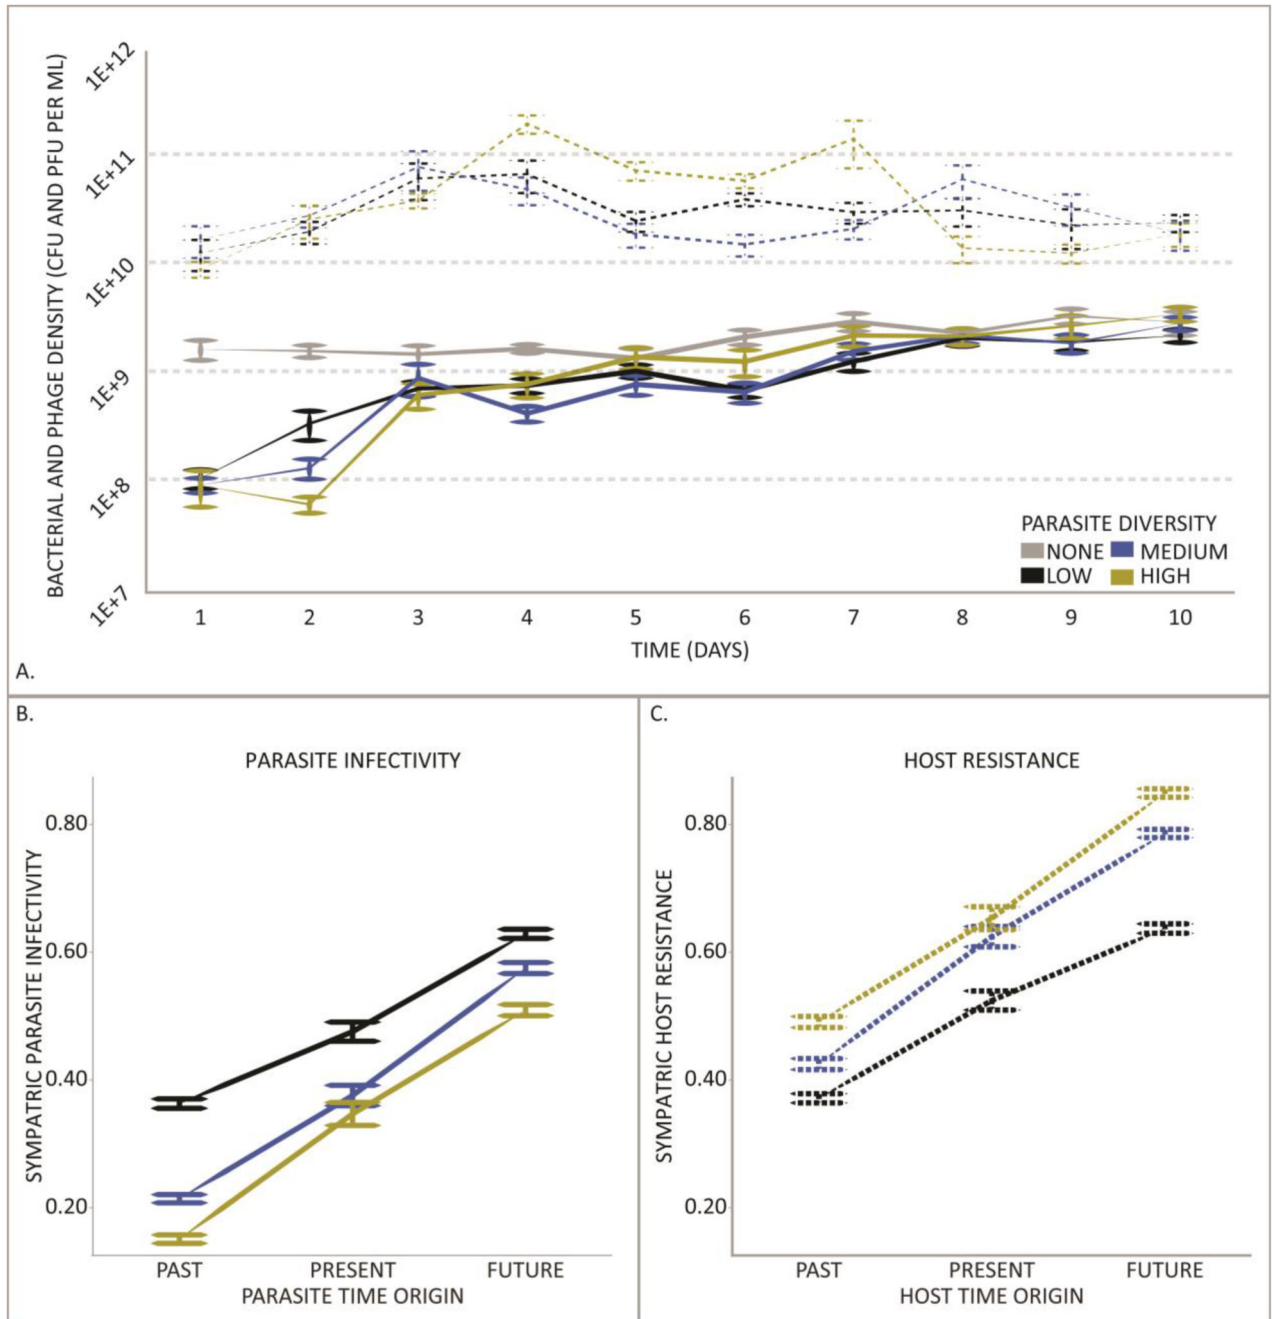 BACTERIAL AND PHAGE DENSITY (CFU AND PFU PER ML)
1E+12
1E+11
1E+10
1E+9
1E+8
1E+7
PARASITE DIVERSITY
NONE MEDIUM
LOW HIGH
1 2 3 4 5 6 7 8 9 10
TIME (DAYS)
A.
B.
PARASITE INFECTIVITY
SYMPATRIC PARASITE INFECTIVITY
0.80
0.60
0.40
0.20
PAST PRESENT FUTURE
PARASITE TIME ORIGIN
C.
HOST RESISTANCE
SYMPATRIC HOST RESISTANCE
0.80
0.60
0.40
0.20
PAST PRESENT FUTURE
HOST TIME ORIGIN